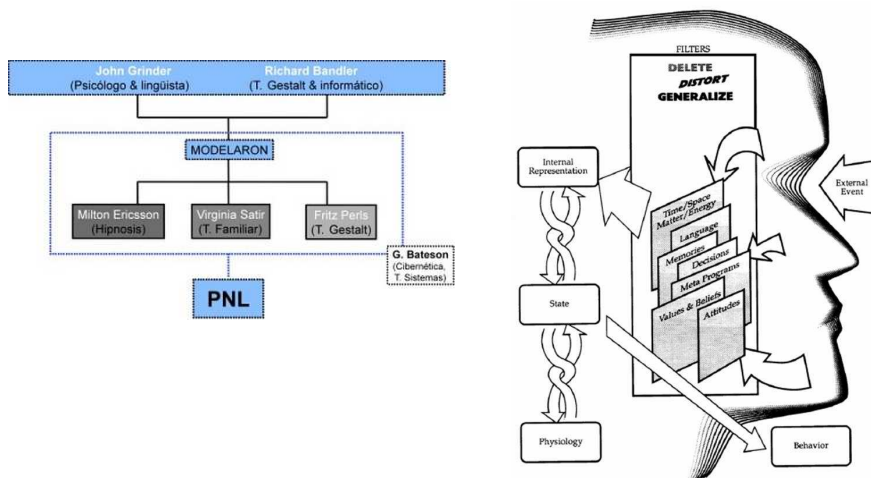 John Grinder
(Psicólogo & lingüista)
Richard Bandler
(T. Gestalt & informático)
MODELARON
Milton Ericsson
(Hipnosis)
Virginia Satir
(T. Familiar)
Fritz Perls
(T. Gestalt)
G. Bateson
(Cibernética,
T. Sistemas)
PNL
FILTERS
DELETE
DISTORT
GENERALIZE
Internal
Representation
External
Event
Time/Space
Matter/Energy
Language
Memories
Decisions
Meta Programs
Values & Beliefs
Attitudes
State
Physiology
Behavior